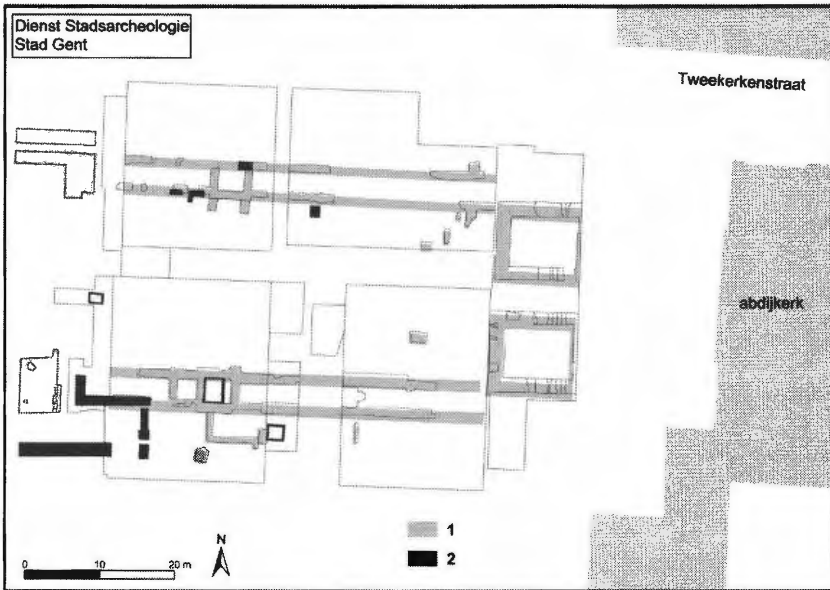 Dienst Stadsarcheologie
Stad Gent
Tweekerkenstraat
abdijkerk
1
2
N
0 10 20 m